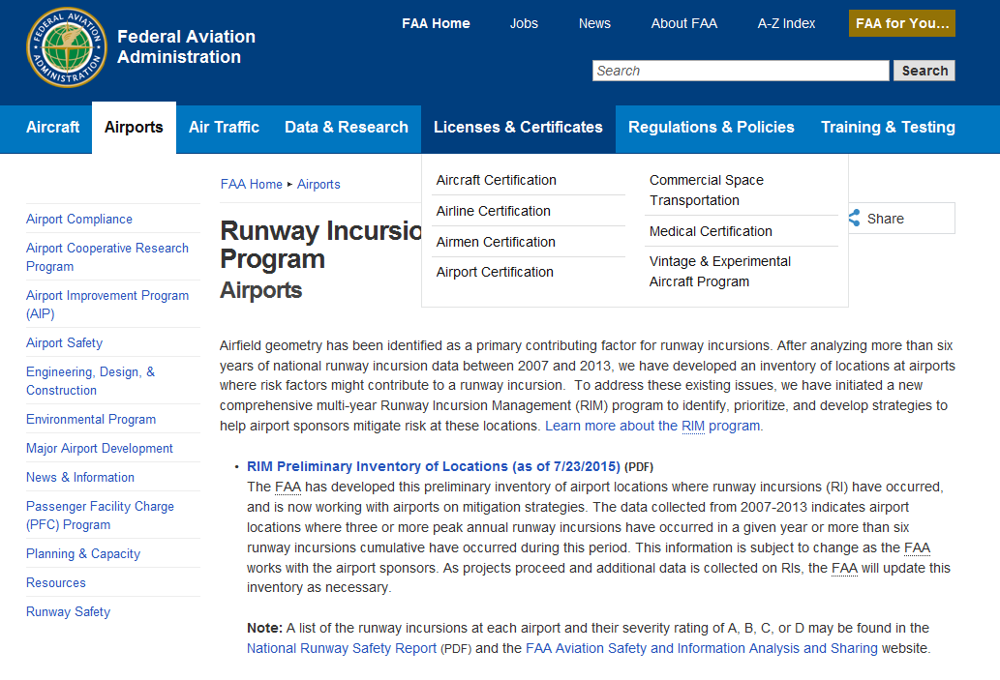 FAA Home Jobs News About FAA A-Z Index FAA for You...
FEDERAL AVIATION ADMINISTRATION
Federal Aviation
Administration
Search Search
Aircraft Airports Air Traffic Data & Research Licenses & Certificates Regulations & Policies Training & Testing
Aircraft Certification
Airline Certification
Airmen Certification
Airport Certification
Commercial Space
Transportation
Medical Certification
Vintage & Experimental
Aircraft Program
FAA Home ▸ Airports
Share
Airport Compliance
Airport Cooperative Research
Program
Airport Improvement Program
(AIP)
Airport Safety
Engineering, Design, &
Construction
Environmental Program
Major Airport Development
News & Information
Passenger Facility Charge
(PFC) Program
Planning & Capacity
Resources
Runway Safety
Runway Incursio
Program
Airports
Airfield geometry has been identified as a primary contributing factor for runway incursions. After analyzing more than six
years of national runway incursion data between 2007 and 2013, we have developed an inventory of locations at airports
where risk factors might contribute to a runway incursion. To address these existing issues, we have initiated a new
comprehensive multi-year Runway Incursion Management (RIM) program to identify, prioritize, and develop strategies to
help airport sponsors mitigate risk at these locations. Learn more about the RIM program.
• RIM Preliminary Inventory of Locations (as of 7/23/2015) (PDF)
The FAA has developed this preliminary inventory of airport locations where runway incursions (RI) have occurred,
and is now working with airports on mitigation strategies. The data collected from 2007-2013 indicates airport
locations where three or more peak annual runway incursions have occurred in a given year or more than six
runway incursions cumulative have occurred during this period. This information is subject to change as the FAA
works with the airport sponsors. As projects proceed and additional data is collected on RIs, the FAA will update this
inventory as necessary.
Note: A list of the runway incursions at each airport and their severity rating of A, B, C, or D may be found in the
National Runway Safety Report (PDF) and the FAA Aviation Safety and Information Analysis and Sharing website.